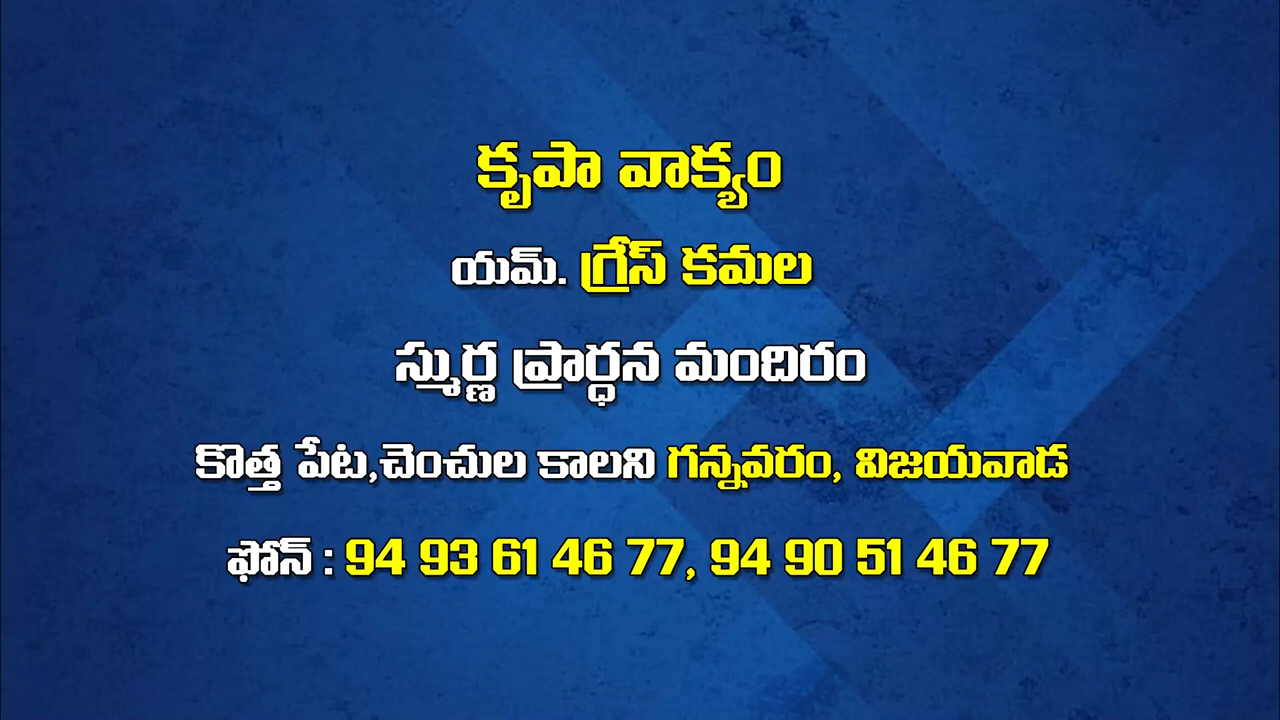 కృపా వాక్యం
యమ్. గ్రేస్ కమల
స్ముర్ణ ప్రార్ధన మందిరం
కొత్త పేట,చెంచుల కాలని గన్నవరం, విజయవాడ
ఫోన్ : 94 93 61 46 77, 94 90 51 46 77